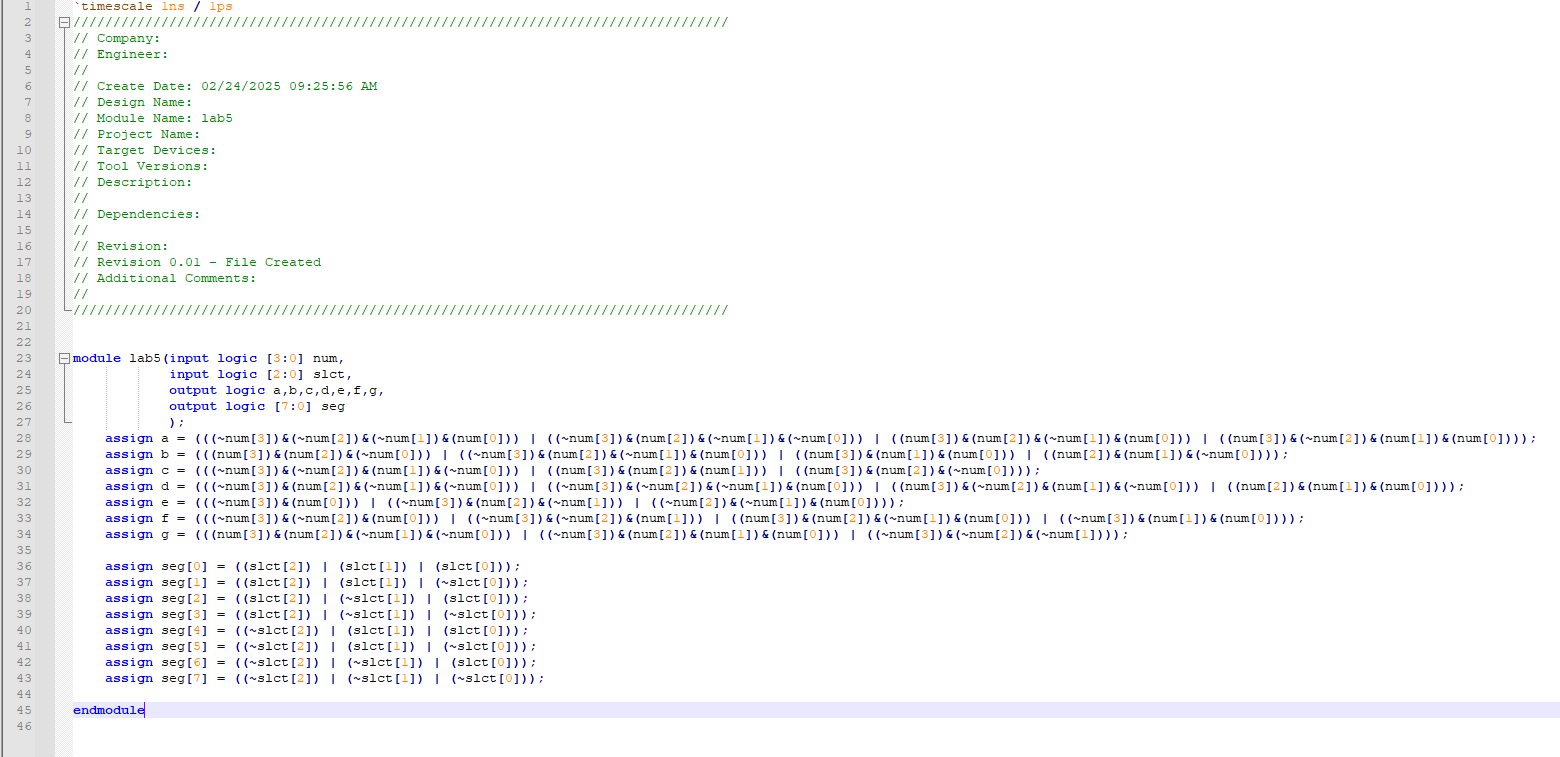 1 `timescale 1ns / 1ps
2 //////////////////////////////////////////////////////////////////////////////////
3 // Company:
4 // Engineer:
5 //
6 // Create Date: 02/24/2025 09:25:56 AM
7 // Design Name:
8 // Module Name: lab5
9 // Project Name:
10 // Target Devices:
11 // Tool Versions:
12 // Description:
13 //
14 // Dependencies:
15 //
16 // Revision:
17 // Revision 0.01 - File Created
18 // Additional Comments:
19 //
20 //////////////////////////////////////////////////////////////////////////////////
21
22
23 module lab5(input logic [3:0] num,
24 input logic [2:0] slct,
25 output logic a,b,c,d,e,f,g,
26 output logic [7:0] seg
27 );
28 assign a = (((~num[3])&(~num[2])&(~num[1])&(num[0])) | ((~num[3])&(num[2])&(~num[1])&(~num[0])) | ((num[3])&(num[2])&(~num[1])&(num[0])) | ((num[3])&(~num[2])&(num[1])&(num[0])));
29 assign b = (((num[3])&(num[2])&(~num[0])) | ((~num[3])&(num[2])&(~num[1])&(num[0])) | ((num[3])&(num[1])&(num[0])) | ((num[2])&(num[1])&(~num[0])));
30 assign c = (((~num[3])&(~num[2])&(num[1])&(~num[0])) | ((num[3])&(num[2])&(num[1])) | ((num[3])&(num[2])&(~num[0])));
31 assign d = (((~num[3])&(num[2])&(~num[1])&(~num[0])) | ((~num[3])&(~num[2])&(~num[1])&(num[0])) | ((num[3])&(~num[2])&(num[1])&(~num[0])) | ((num[2])&(num[1])&(num[0])));
32 assign e = (((~num[3])&(num[0])) | ((~num[3])&(num[2])&(~num[1])) | ((~num[2])&(~num[1])&(num[0])));
33 assign f = (((~num[3])&(~num[2])&(num[0])) | ((~num[3])&(~num[2])&(num[1])) | ((num[3])&(num[2])&(~num[1])&(num[0])) | ((~num[3])&(num[1])&(num[0])));
34 assign g = (((num[3])&(num[2])&(~num[1])&(~num[0])) | ((~num[3])&(num[2])&(num[1])&(num[0])) | ((~num[3])&(~num[2])&(~num[1])));
35
36 assign seg[0] = ((slct[2]) | (slct[1]) | (slct[0]));
37 assign seg[1] = ((slct[2]) | (slct[1]) | (~slct[0]));
38 assign seg[2] = ((slct[2]) | (~slct[1]) | (slct[0]));
39 assign seg[3] = ((slct[2]) | (~slct[1]) | (~slct[0]));
40 assign seg[4] = ((~slct[2]) | (slct[1]) | (slct[0]));
41 assign seg[5] = ((~slct[2]) | (slct[1]) | (~slct[0]));
42 assign seg[6] = ((~slct[2]) | (~slct[1]) | (slct[0]));
43 assign seg[7] = ((~slct[2]) | (~slct[1]) | (~slct[0]));
44
45 endmodule
46